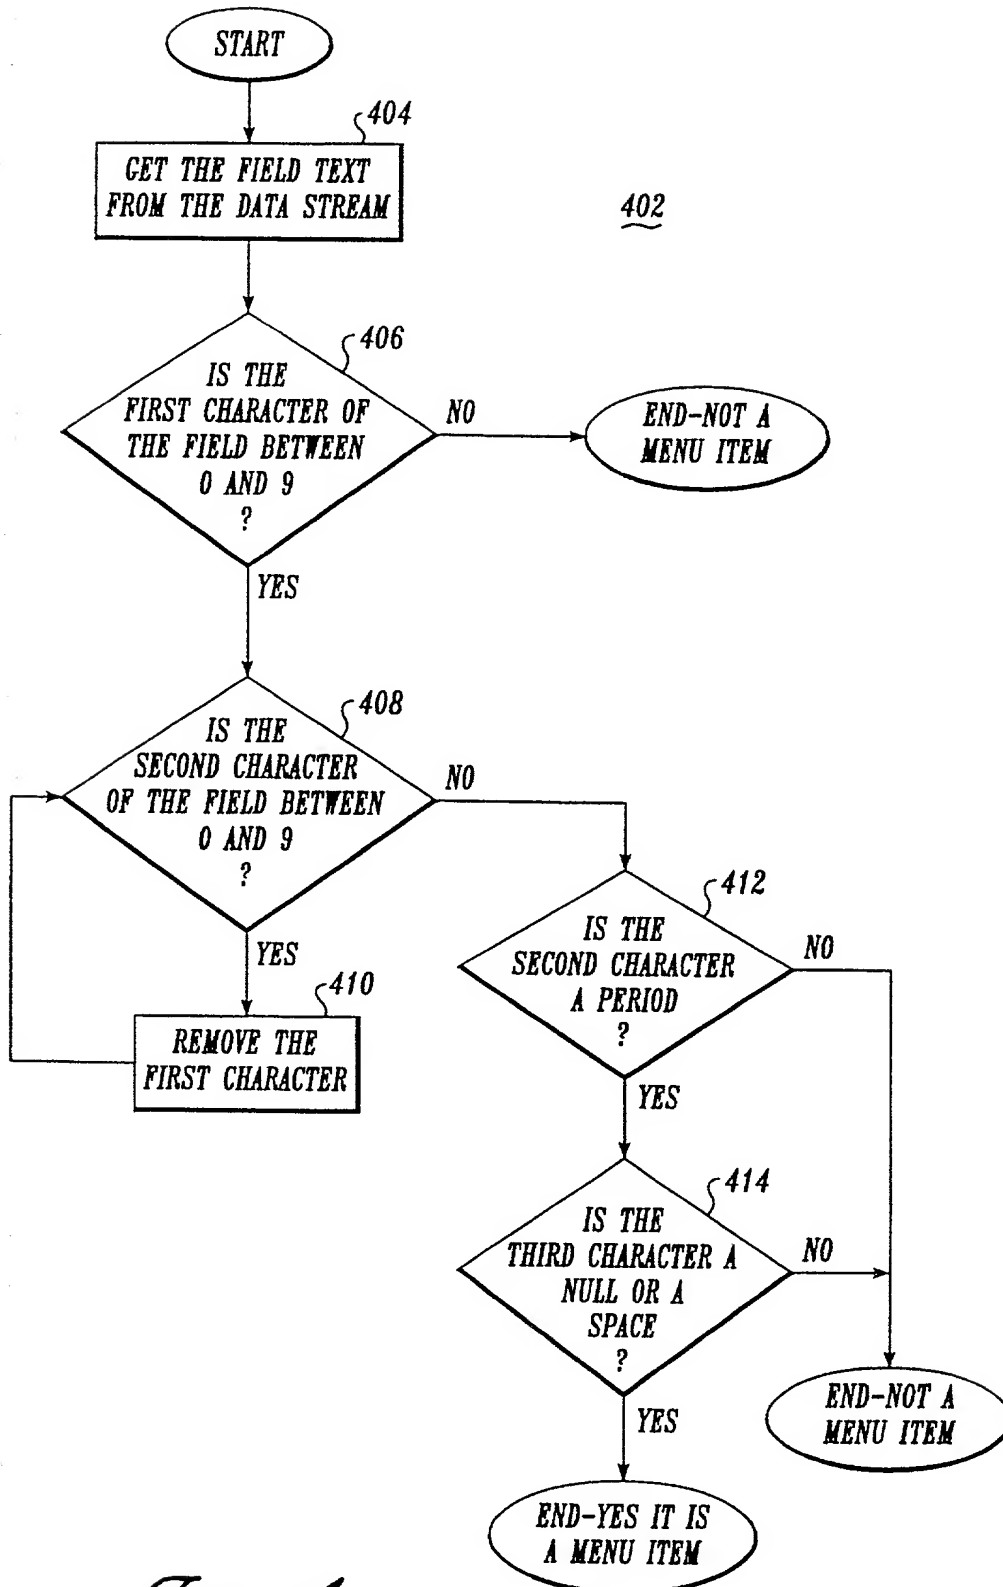 START
404
GET THE FIELD TEXT
FROM THE DATA STREAM
402
406
IS THE
FIRST CHARACTER OF
THE FIELD BETWEEN
0 AND 9
?
NO
END-NOT A
MENU ITEM
YES
408
IS THE
SECOND CHARACTER
OF THE FIELD BETWEEN
0 AND 9
?
NO
YES
410
REMOVE THE
FIRST CHARACTER
412
IS THE
SECOND CHARACTER
A PERIOD
?
NO
YES
414
IS THE
THIRD CHARACTER A
NULL OR A
SPACE
?
NO
END-NOT A
MENU ITEM
YES
END-YES IT IS
A MENU ITEM